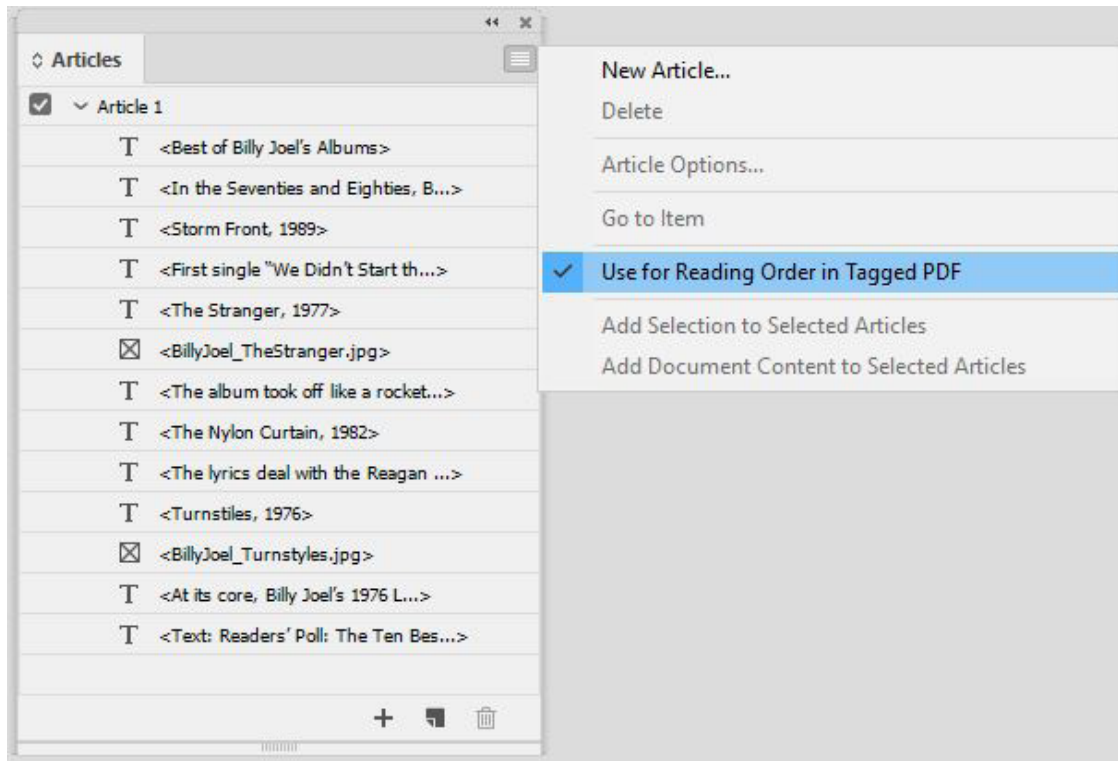 Articles
Article 1
<Best of Billy Joel's Albums>
<In the Seventies and Eighties, B...>
<Storm Front, 1989>
<First single "We Didn't Start th...>
<The Stranger, 1977>
<BillyJoel_TheStranger.jpg>
<The album took off like a rocket...>
<The Nylon Curtain, 1982>
<The lyrics deal with the Reagan ...>
<Turnstiles, 1976>
<BillyJoel_Turnstyles.jpg>
<At its core, Billy Joel's 1976 L...>
<Text: Readers' Poll: The Ten Bes...>
New Article...
Delete
Article Options...
Go to Item
Use for Reading Order in Tagged PDF
Add Selection to Selected Articles
Add Document Content to Selected Articles